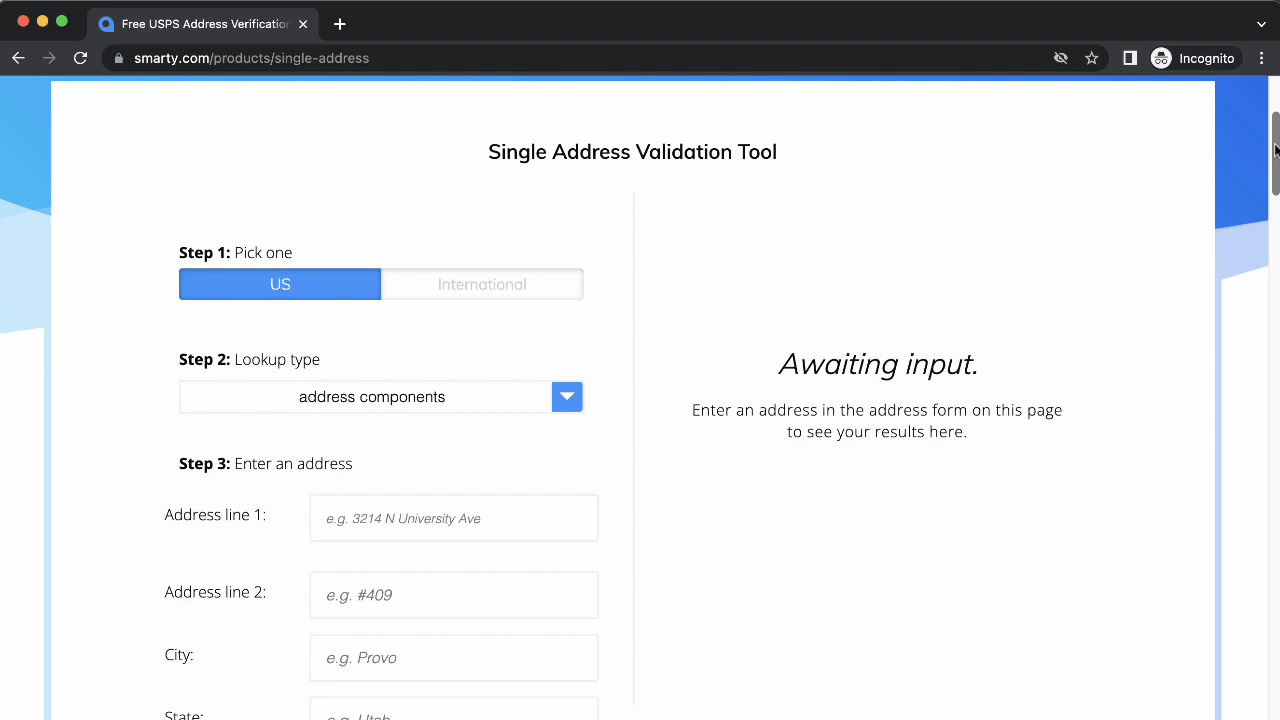 Free USPS Address Verification
smarty.com/products/single-address
Incognito
Single Address Validation Tool
Step 1: Pick one
US
International
Step 2: Lookup type
address components
Step 3: Enter an address
Address line 1:
e.g. 3214 N University Ave
Address line 2:
e.g. #409
City:
e.g. Provo
State:
e.g. Utah
Awaiting input.
Enter an address in the address form on this page
to see your results here.